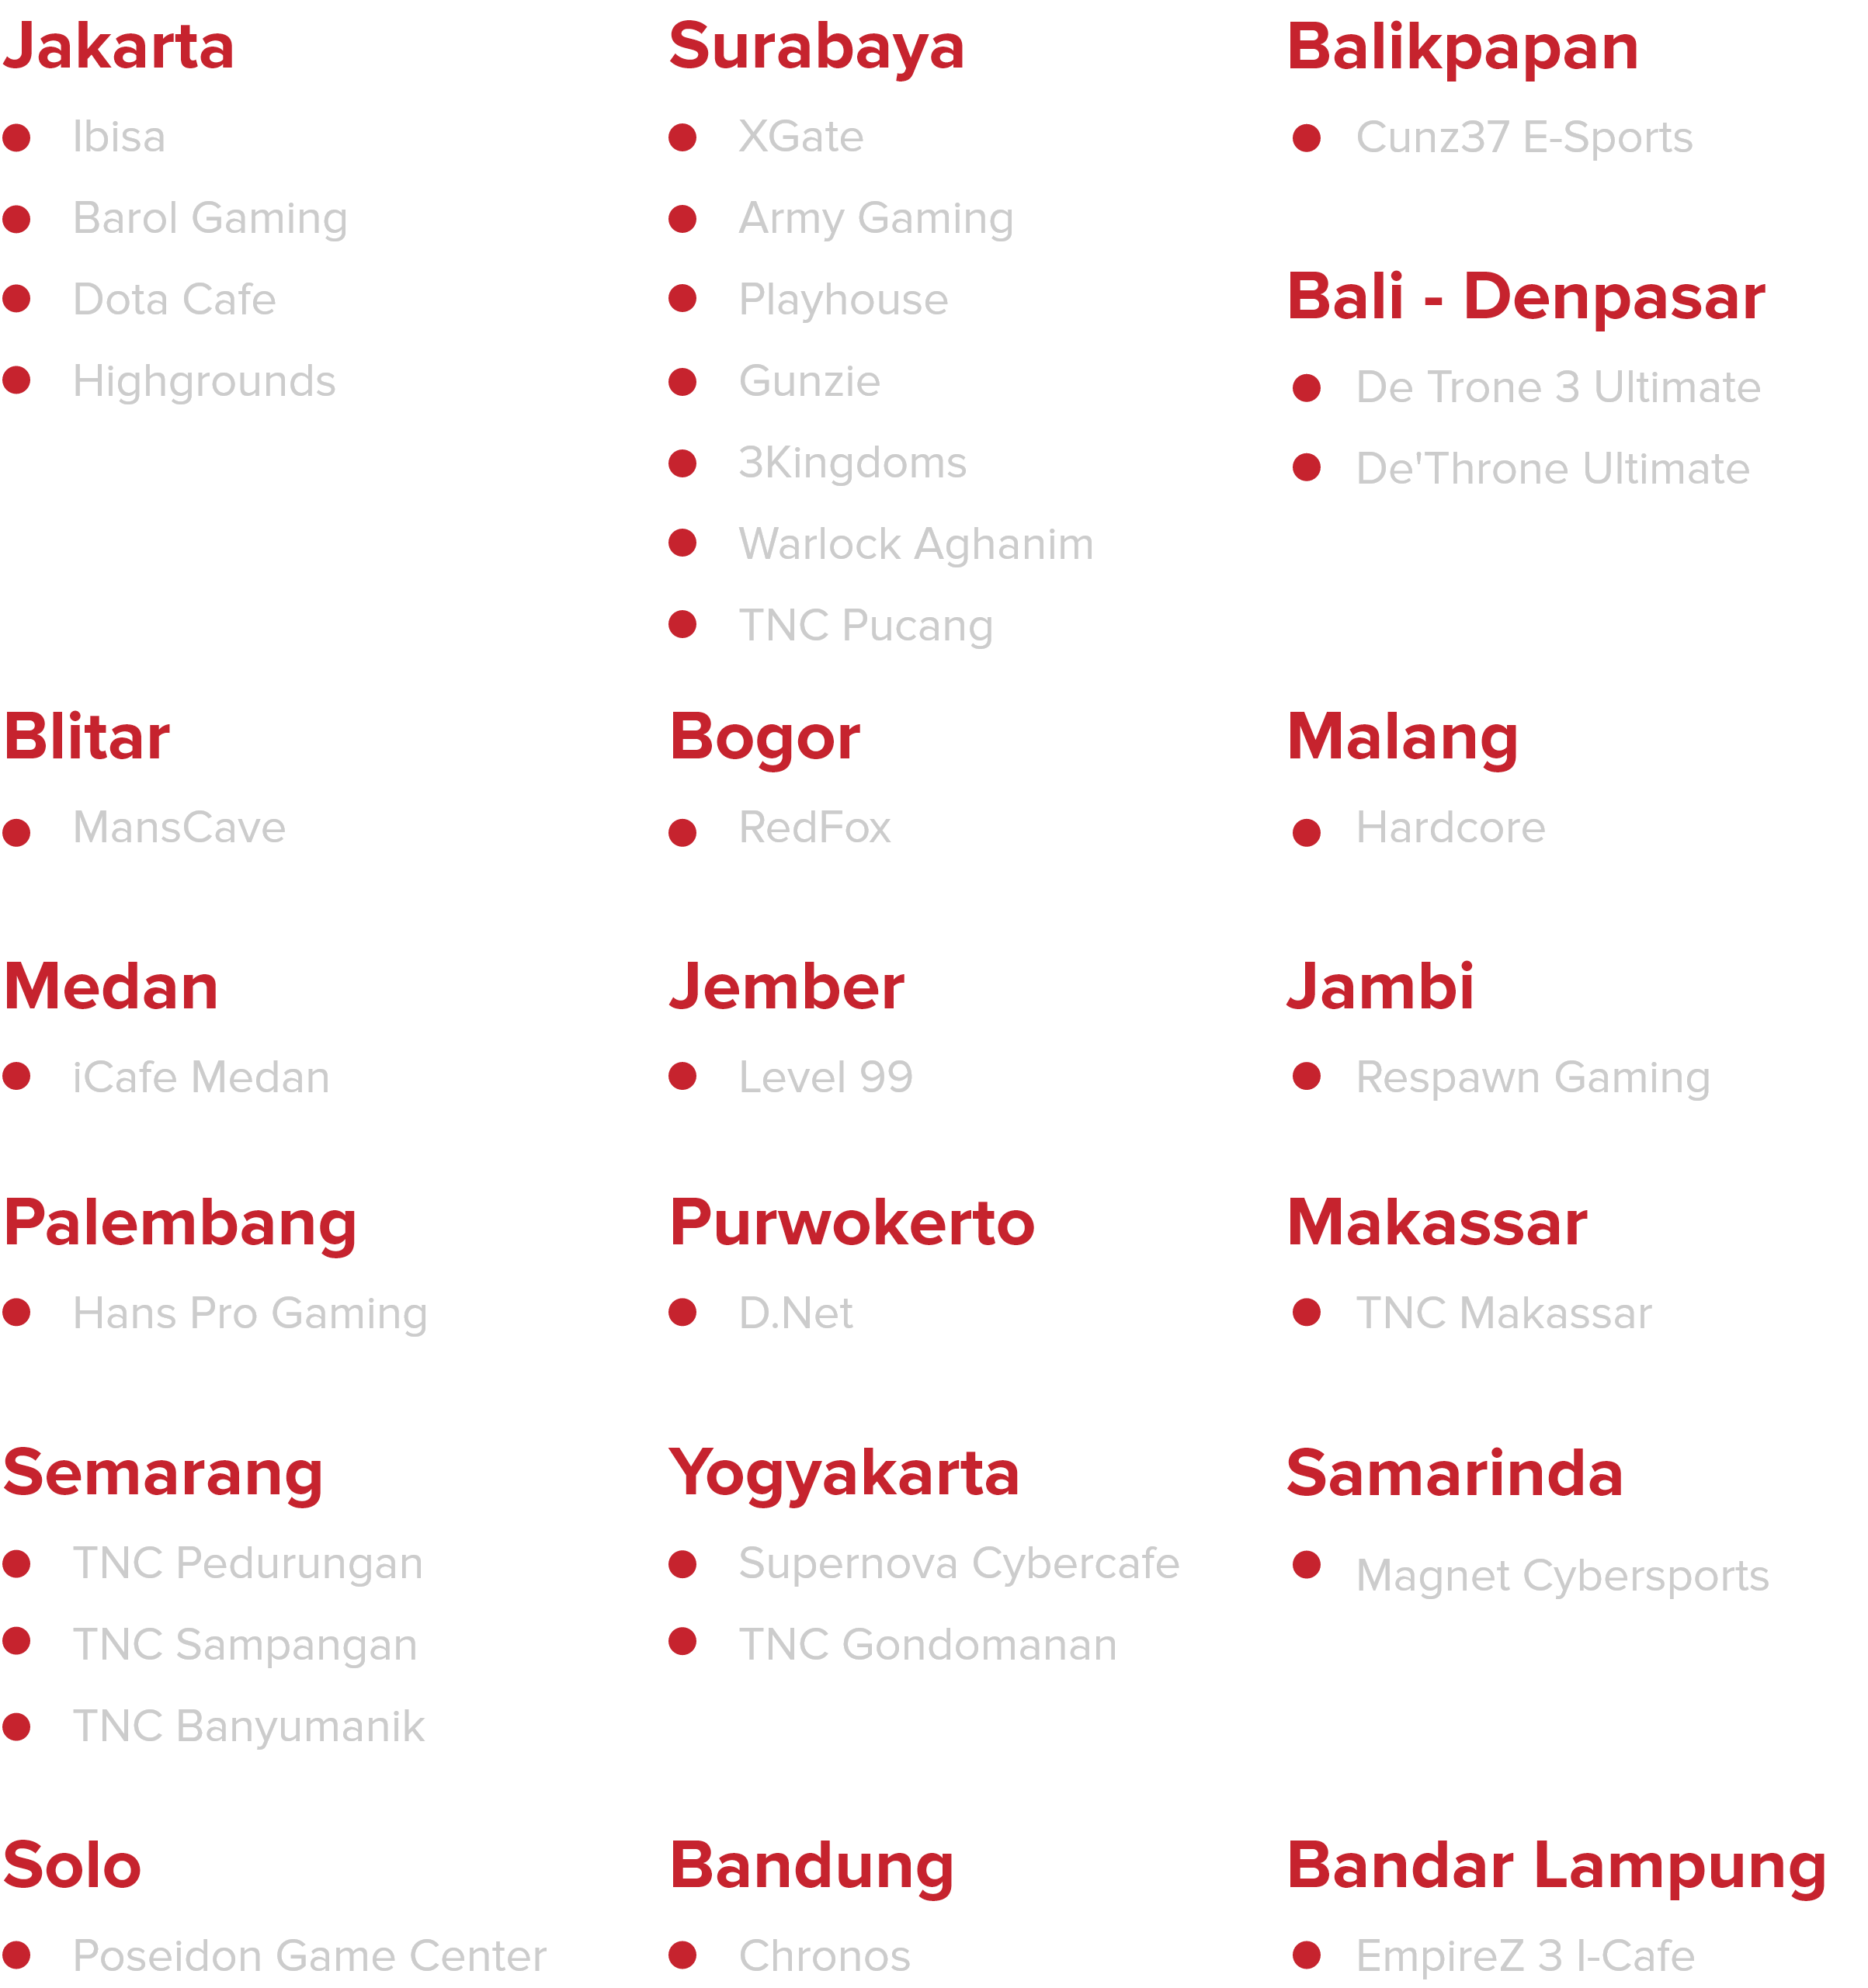 Jakarta
Ibisa
Barol Gaming
Dota Cafe
Highgrounds
Surabaya
XGate
Army Gaming
Playhouse
Gunzie
3Kingdoms
Warlock Aghanim
TNC Pucang
Balikpapan
Cunz37 E-Sports
Bali - Denpasar
De Trone 3 Ultimate
De'Throne Ultimate
Blitar
MansCave
Bogor
RedFox
Malang
Hardcore
Medan
iCafe Medan
Jember
Level 99
Jambi
Respawn Gaming
Palembang
Hans Pro Gaming
Purwokerto
D.Net
Makassar
TNC Makassar
Semarang
TNC Pedurungan
TNC Sampangan
TNC Banyumanik
Yogyakarta
Supernova Cybercafe
TNC Gondomanan
Samarinda
Magnet Cybersports
Solo
Poseidon Game Center
Bandung
Chronos
Bandar Lampung
EmpireZ 3 I-Cafe